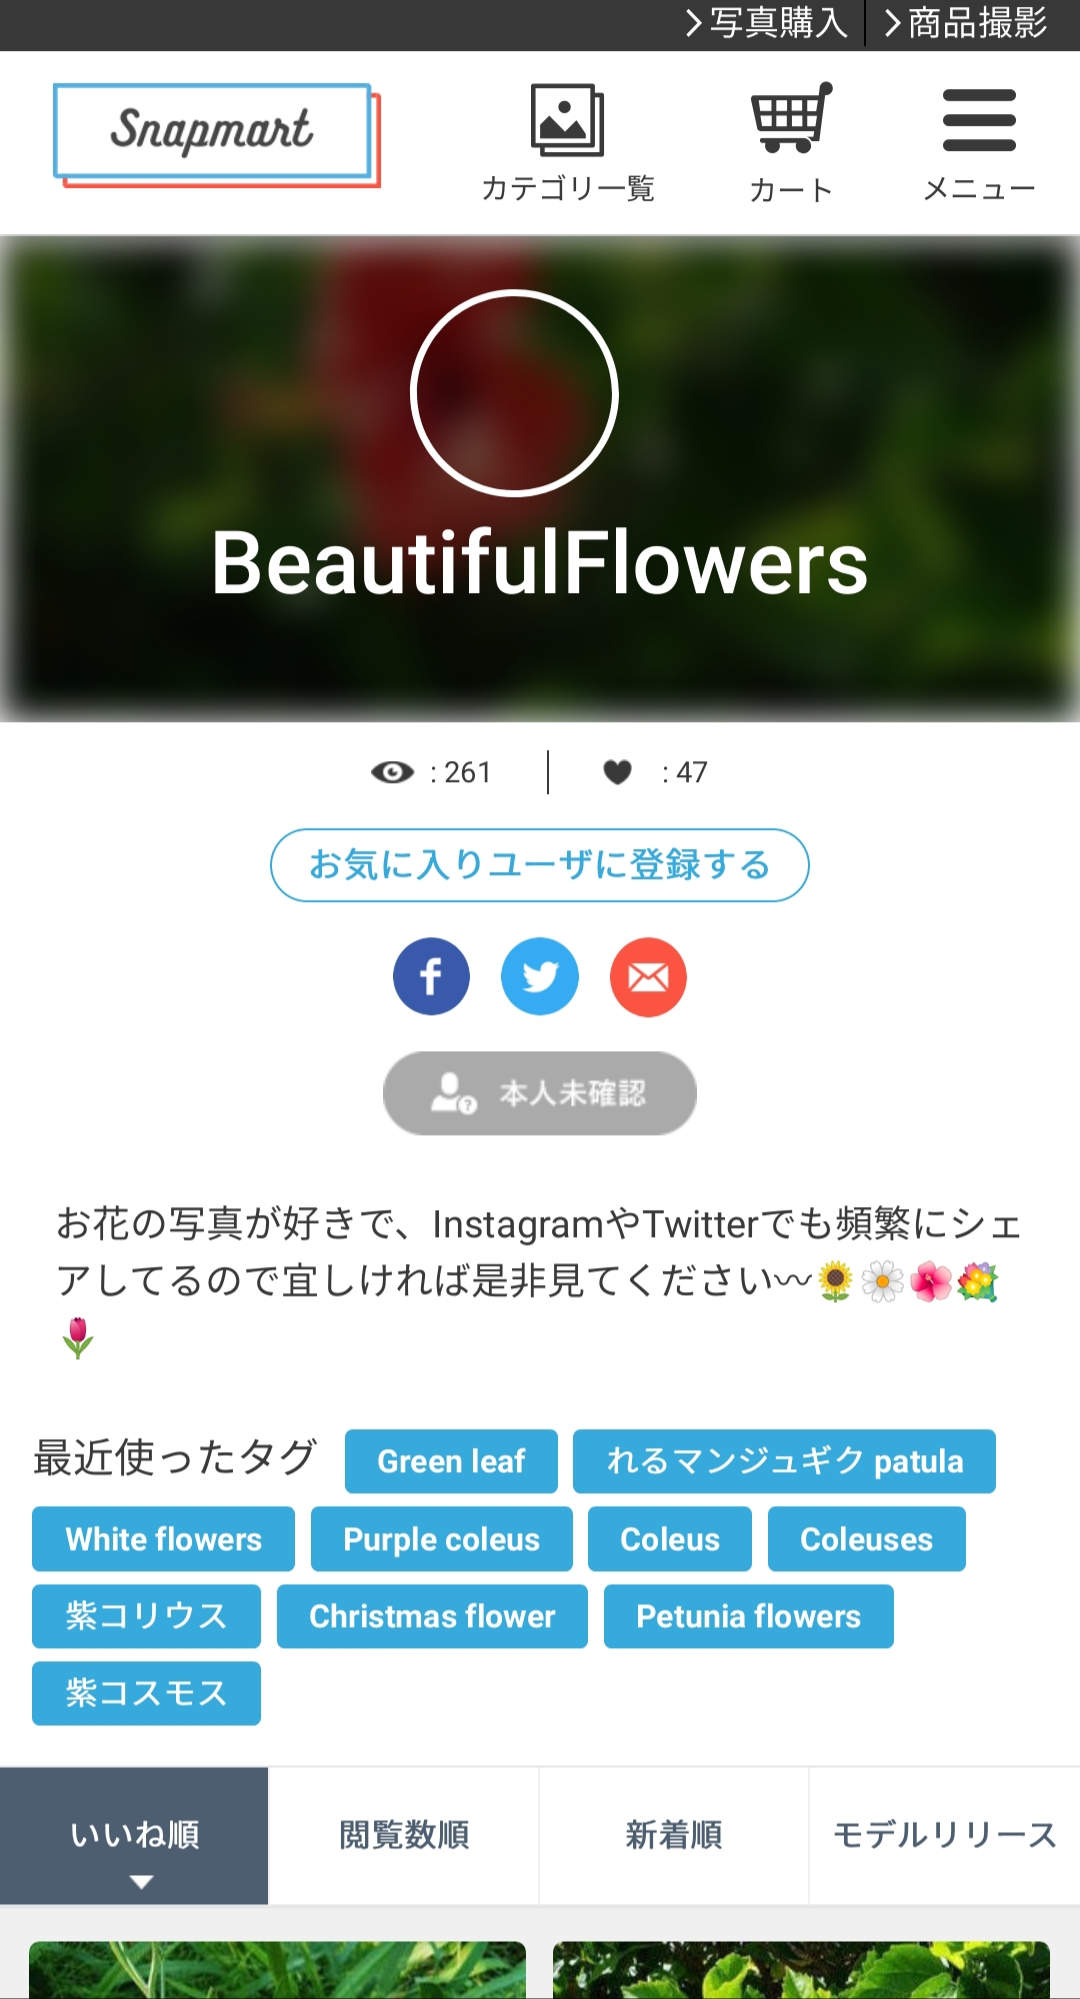 写真購入 商品撮影
Snapmart
カテゴリ一覧 カート メニュー
BeautifulFlowers
: 261 : 47
お気に入りユーザに登録する
本人未確認
お花の写真が好きで、InstagramやTwitterでも頻繁にシェ
アしてるので宜しければ是非見てください〰🌻🌼🌺💐
🌷
最近使ったタグ Green leaf れるマンジュギク patula
White flowers Purple coleus Coleus Coleuses
紫コリウス Christmas flower Petunia flowers
紫コスモス
いいね順 閲覧数順 新着順 モデルリリース